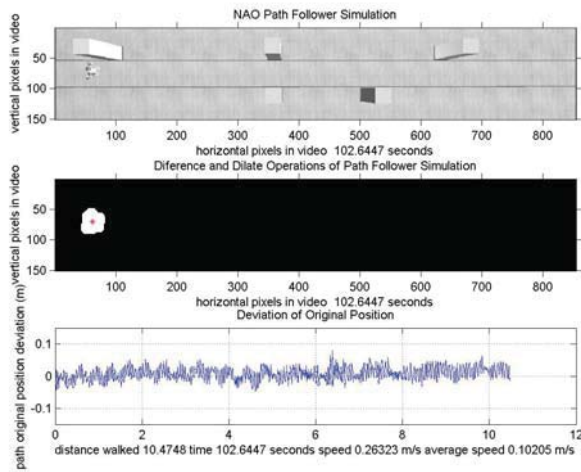 NAO Path Follower Simulation
vertical pixels in video
50
100
150
100 200 300 400 500 600 700 800
horizontal pixels in video 102.6447 seconds
Diference and Dilate Operations of Path Follower Simulation
vertical pixels in video
50
100
150
100 200 300 400 500 600 700 800
horizontal pixels in video 102.6447 seconds
Deviation of Original Position
path original position deviation (m)
0.1
0
-0.1
0 2 4 6 8 10 12
distance walked 10.4748 time 102.6447 seconds speed 0.26323 m/s average speed 0.10205 m/s